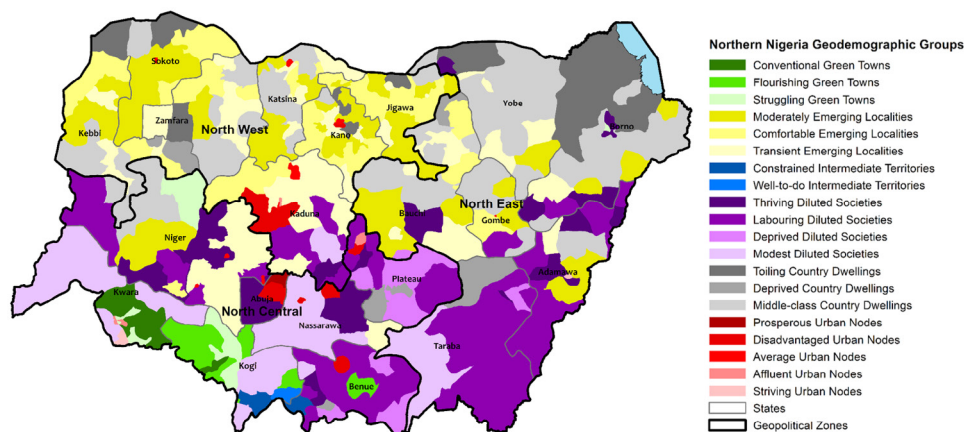 Northern Nigeria Geodemographic Groups
Conventional Green Towns
Flourishing Green Towns
Struggling Green Towns
Moderately Emerging Localities
Comfortable Emerging Localities
Transient Emerging Localities
Constrained Intermediate Territories
Well-to-do Intermediate Territories
Thriving Diluted Societies
Labouring Diluted Societies
Deprived Diluted Societies
Modest Diluted Societies
Toiling Country Dwellings
Deprived Country Dwellings
Middle-class Country Dwellings
Prosperous Urban Nodes
Disadvantaged Urban Nodes
Average Urban Nodes
Affluent Urban Nodes
Striving Urban Nodes
States
Geopolitical Zones
Sokoto
Katsina
Jigawa
Yobe
Borno
Kebbi
Zamfara
North West
Kano
Kaduna
Bauchi
North East
Gombe
Niger
Plateau
Adamawa
Kwara
Abuja
North Central
Nassarawa
Taraba
Kogi
Benue